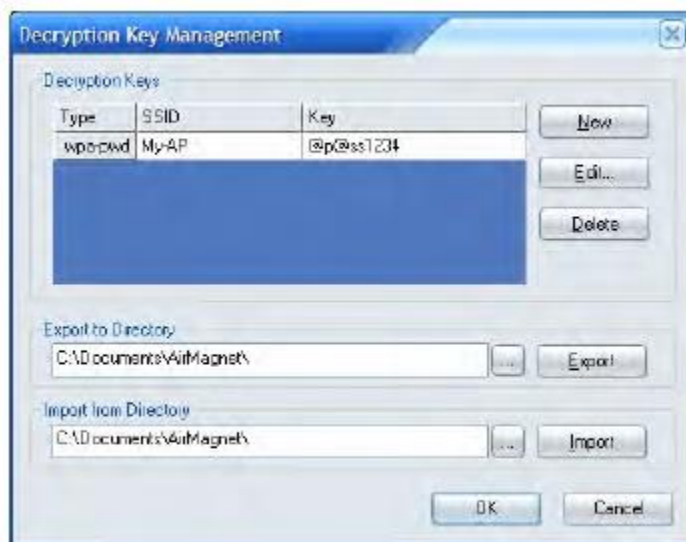 Decryption Key Management
Decryption Keys
Type SSID Key
wpa-pwd My-AP @p@ss1234
New
Edit...
Delete
Export to Directory
C:\Documents\AirMagnet\ ... Export
Import from Directory
C:\Documents\AirMagnet\ ... Import
OK Cancel